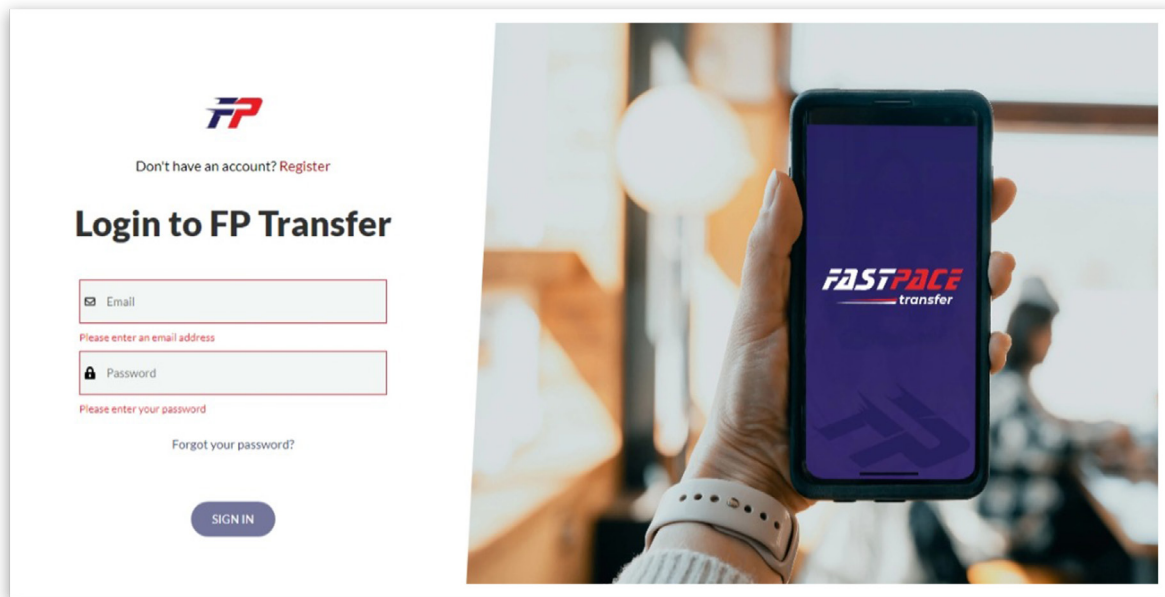 FP
Don't have an account? Register
Login to FP Transfer
Email
Please enter an email address
Password
Please enter your password
Forgot your password?
SIGN IN
FASTPACE
transfer
FP